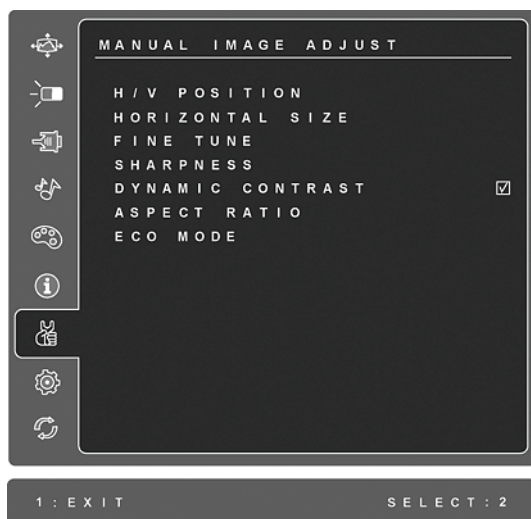 MANUAL IMAGE ADJUST
H/V POSITION
HORIZONTAL SIZE
FINE TUNE
SHARPNESS
DYNAMIC CONTRAST
ASPECT RATIO
ECO MODE
1:EXIT SELECT:2